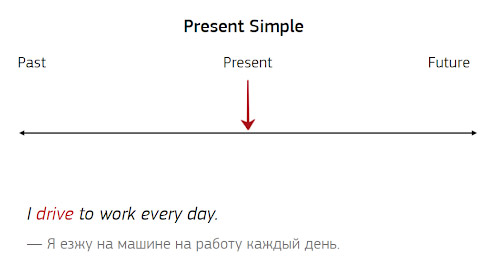 Present Simple
Past Present Future
I drive to work every day.
— Я езжу на машине на работу каждый день.